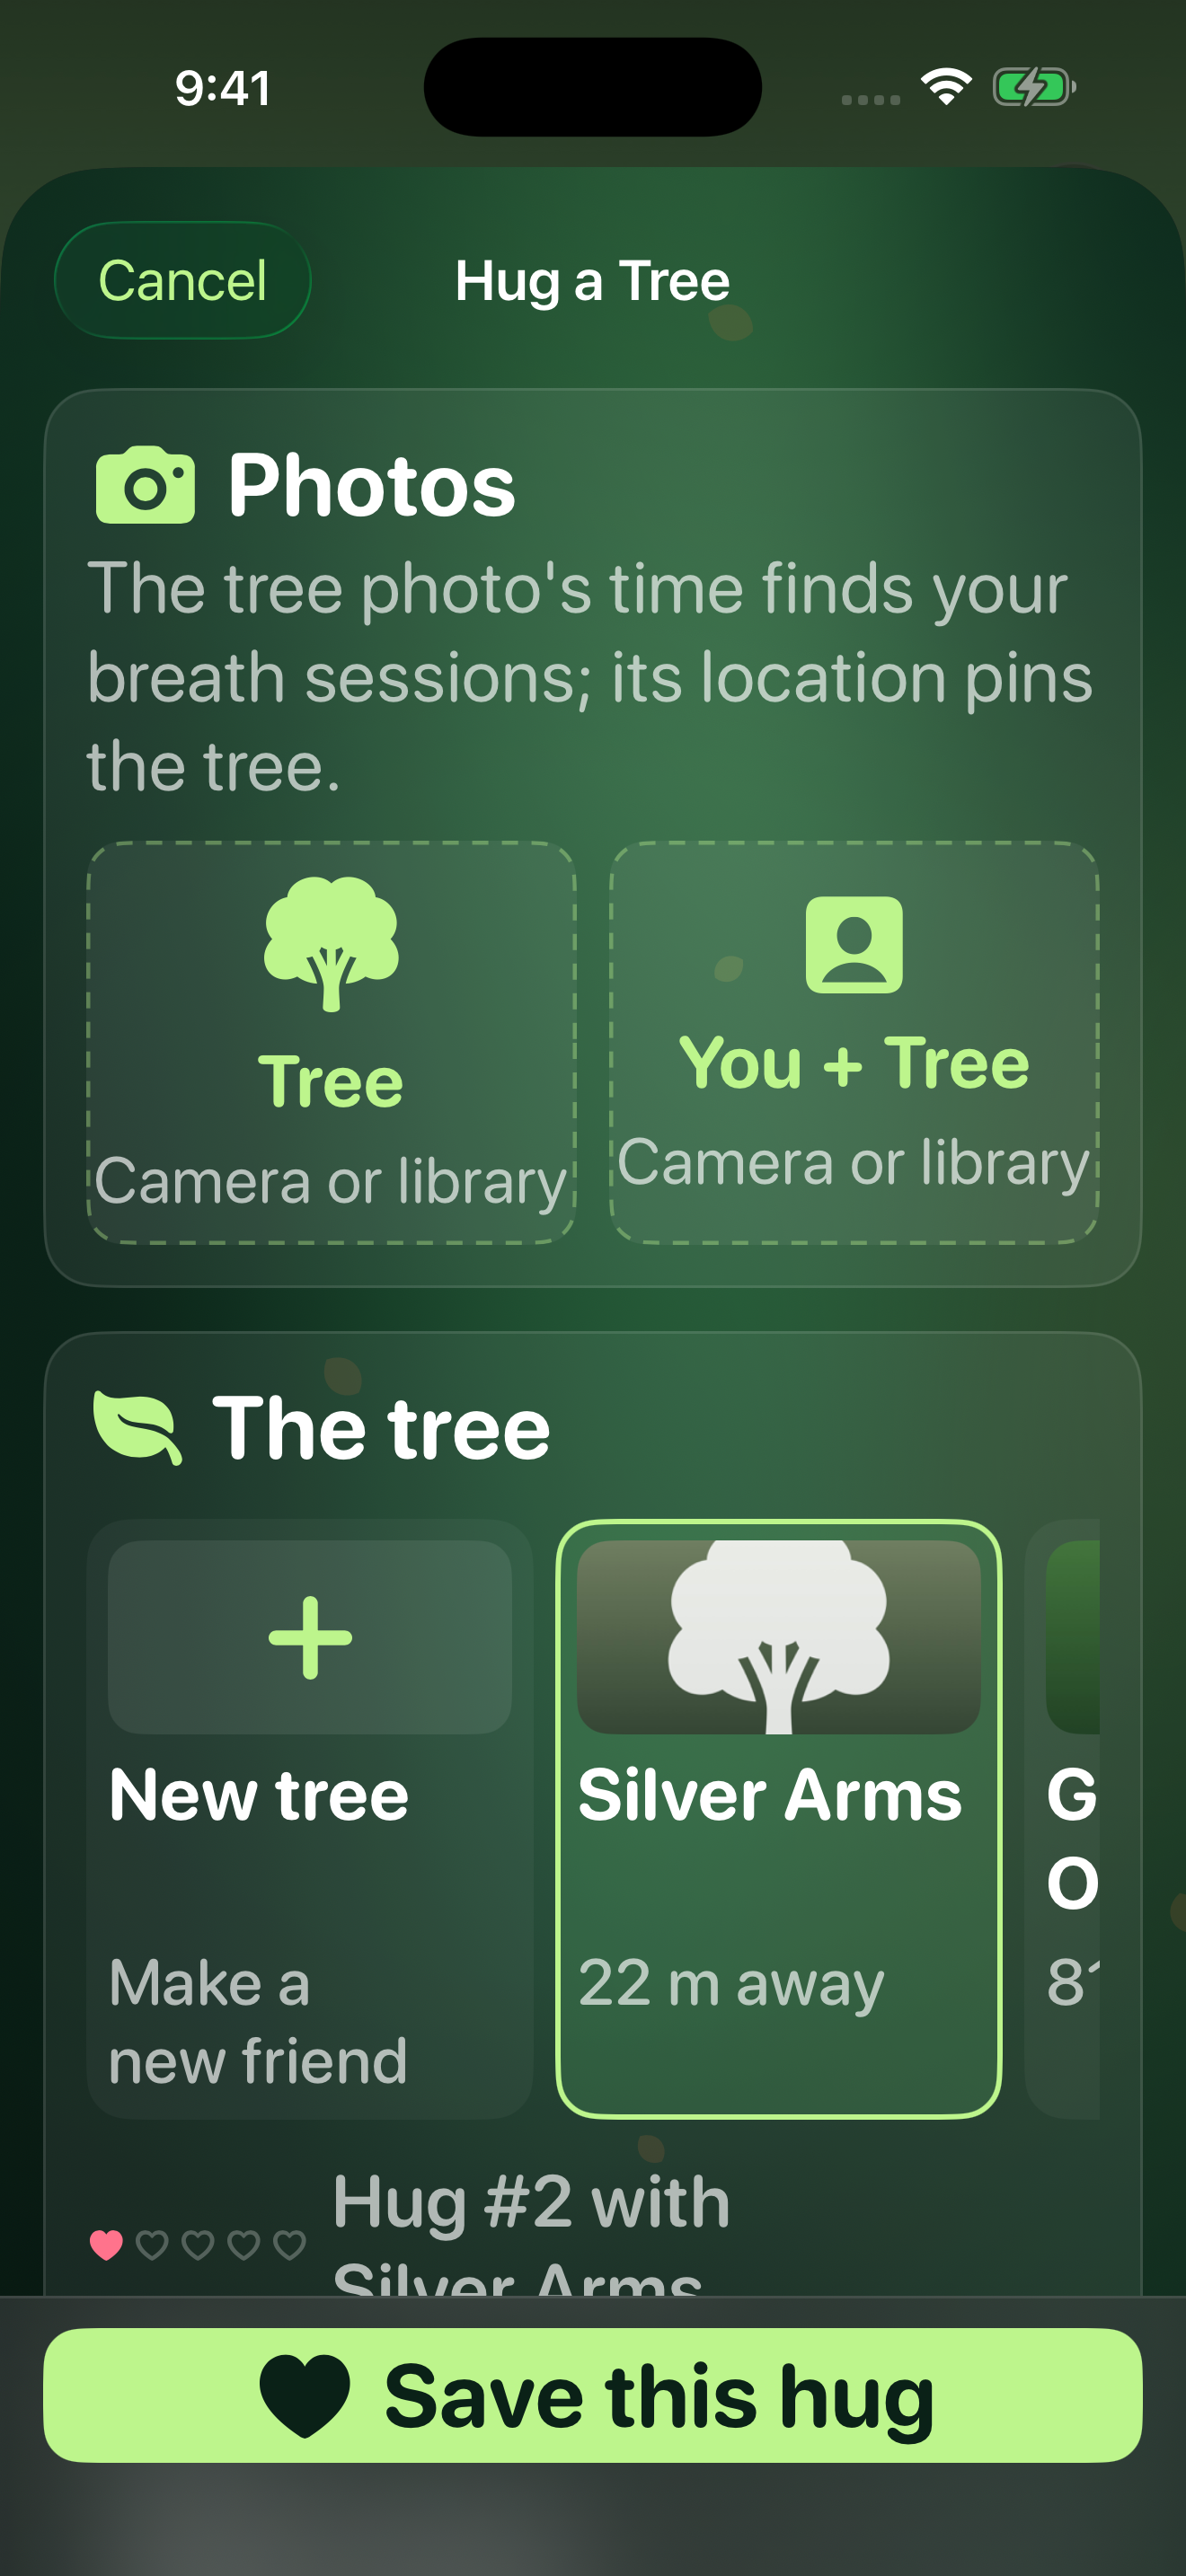 9:41
Cancel
Hug a Tree
Photos
The tree photo's time finds your
breath sessions; its location pins
the tree.
Tree
Camera or library
You + Tree
Camera or library
The tree
New tree
Make a
new friend
Silver Arms
22 m away
G
O
Hug #2 with
Silver Arms
Save this hug